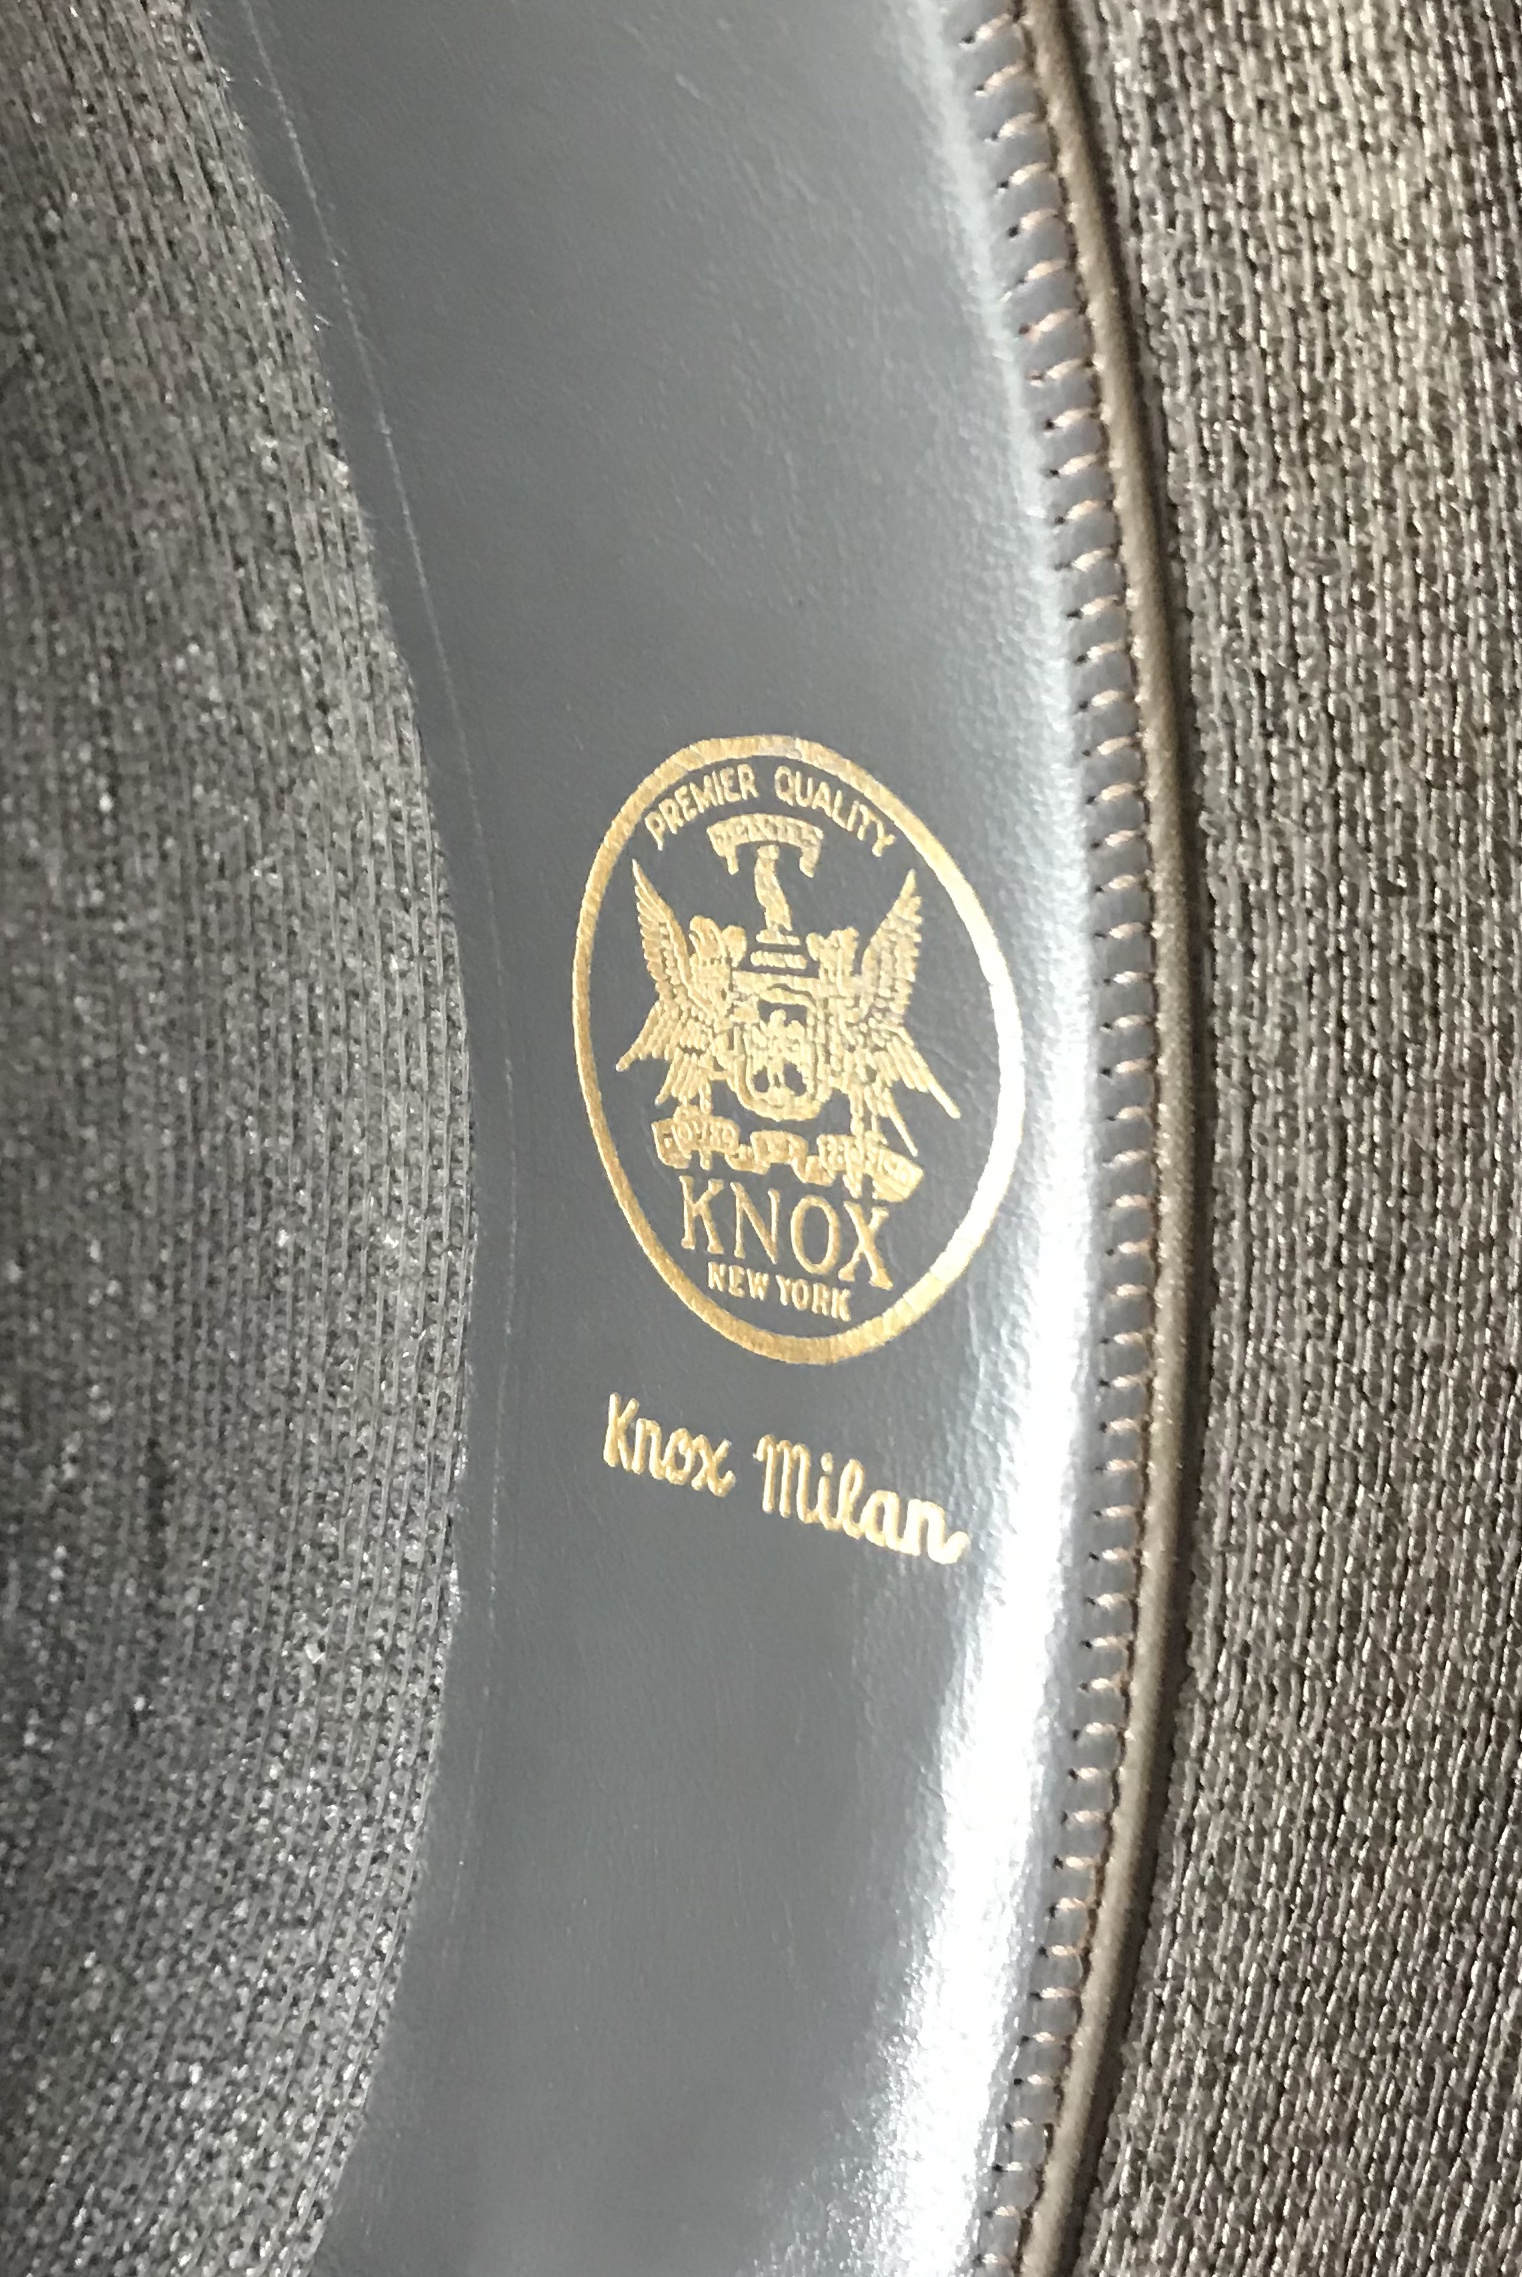 PREMIER QUALITY
KNOX
NEW YORK
Knox Milan